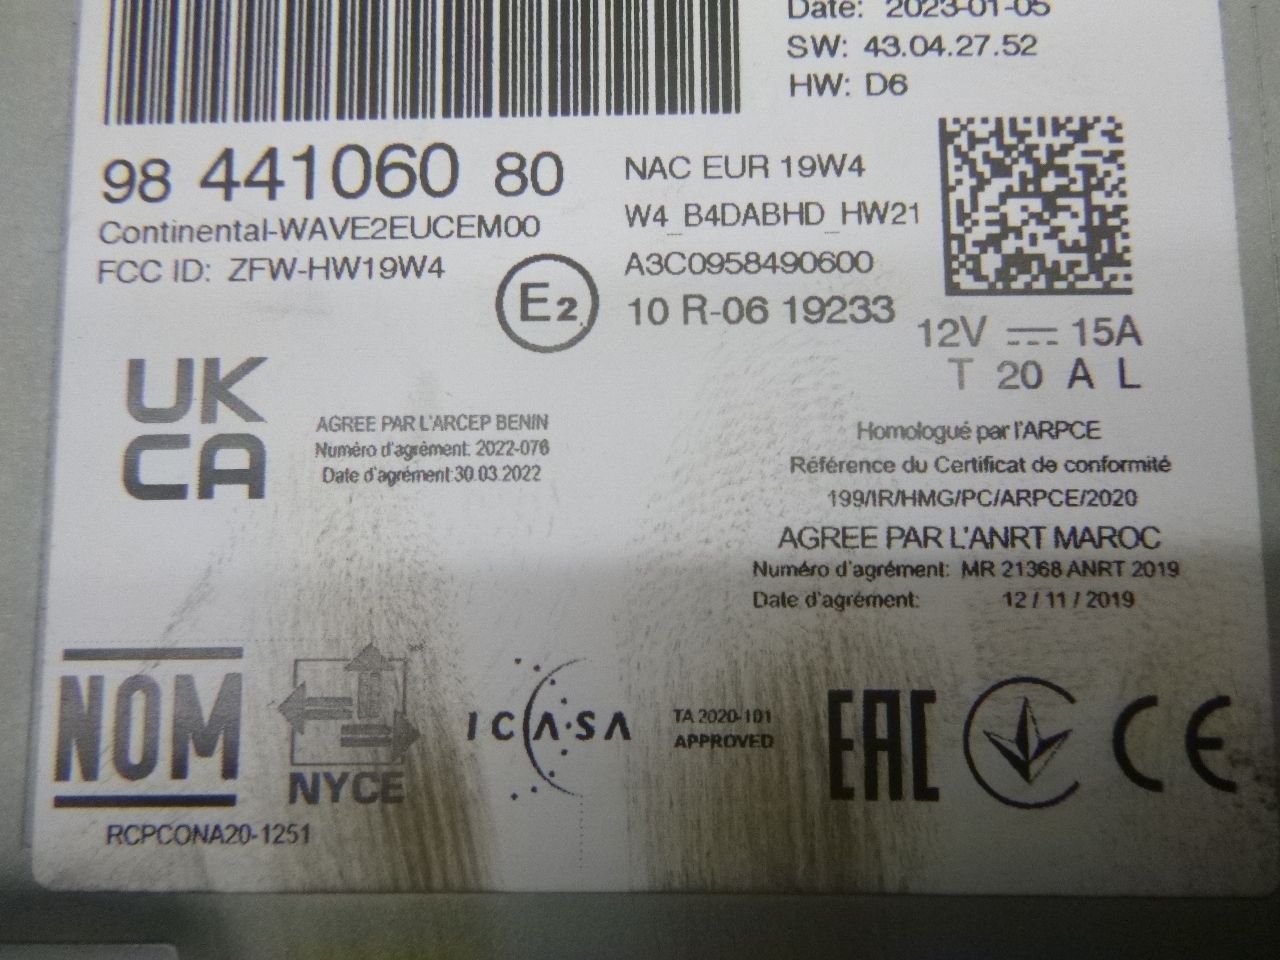 Date: 2023-01-05
SW: 43.04.27.52
HW: D6
98 441060 80
Continental-WAVE2EUCEM00
FCC ID: ZFW-HW19W4
E2
NAC EUR 19W4
W4_B4DABHD_HW21
A3C0958490600
10 R-06 19233
12V 15A
T 20 A L
UK
CA
AGREE PAR L'ARCEP BENIN
Numéro d'agrément: 2022-076
Date d'agrément:30.03.2022
Homologué par l'ARPCE
Référence du Certificat de conformité
199/IR/HMG/PC/ARPCE/2020
AGREE PAR L'ANRT MAROC
Numéro d'agrément: MR 21368 ANRT 2019
Date d'agrément: 12 / 11 / 2019
NOM
NYCE
RCPCONA20-1251
ICASA
TA 2020-101
APPROVED
EAC
CE